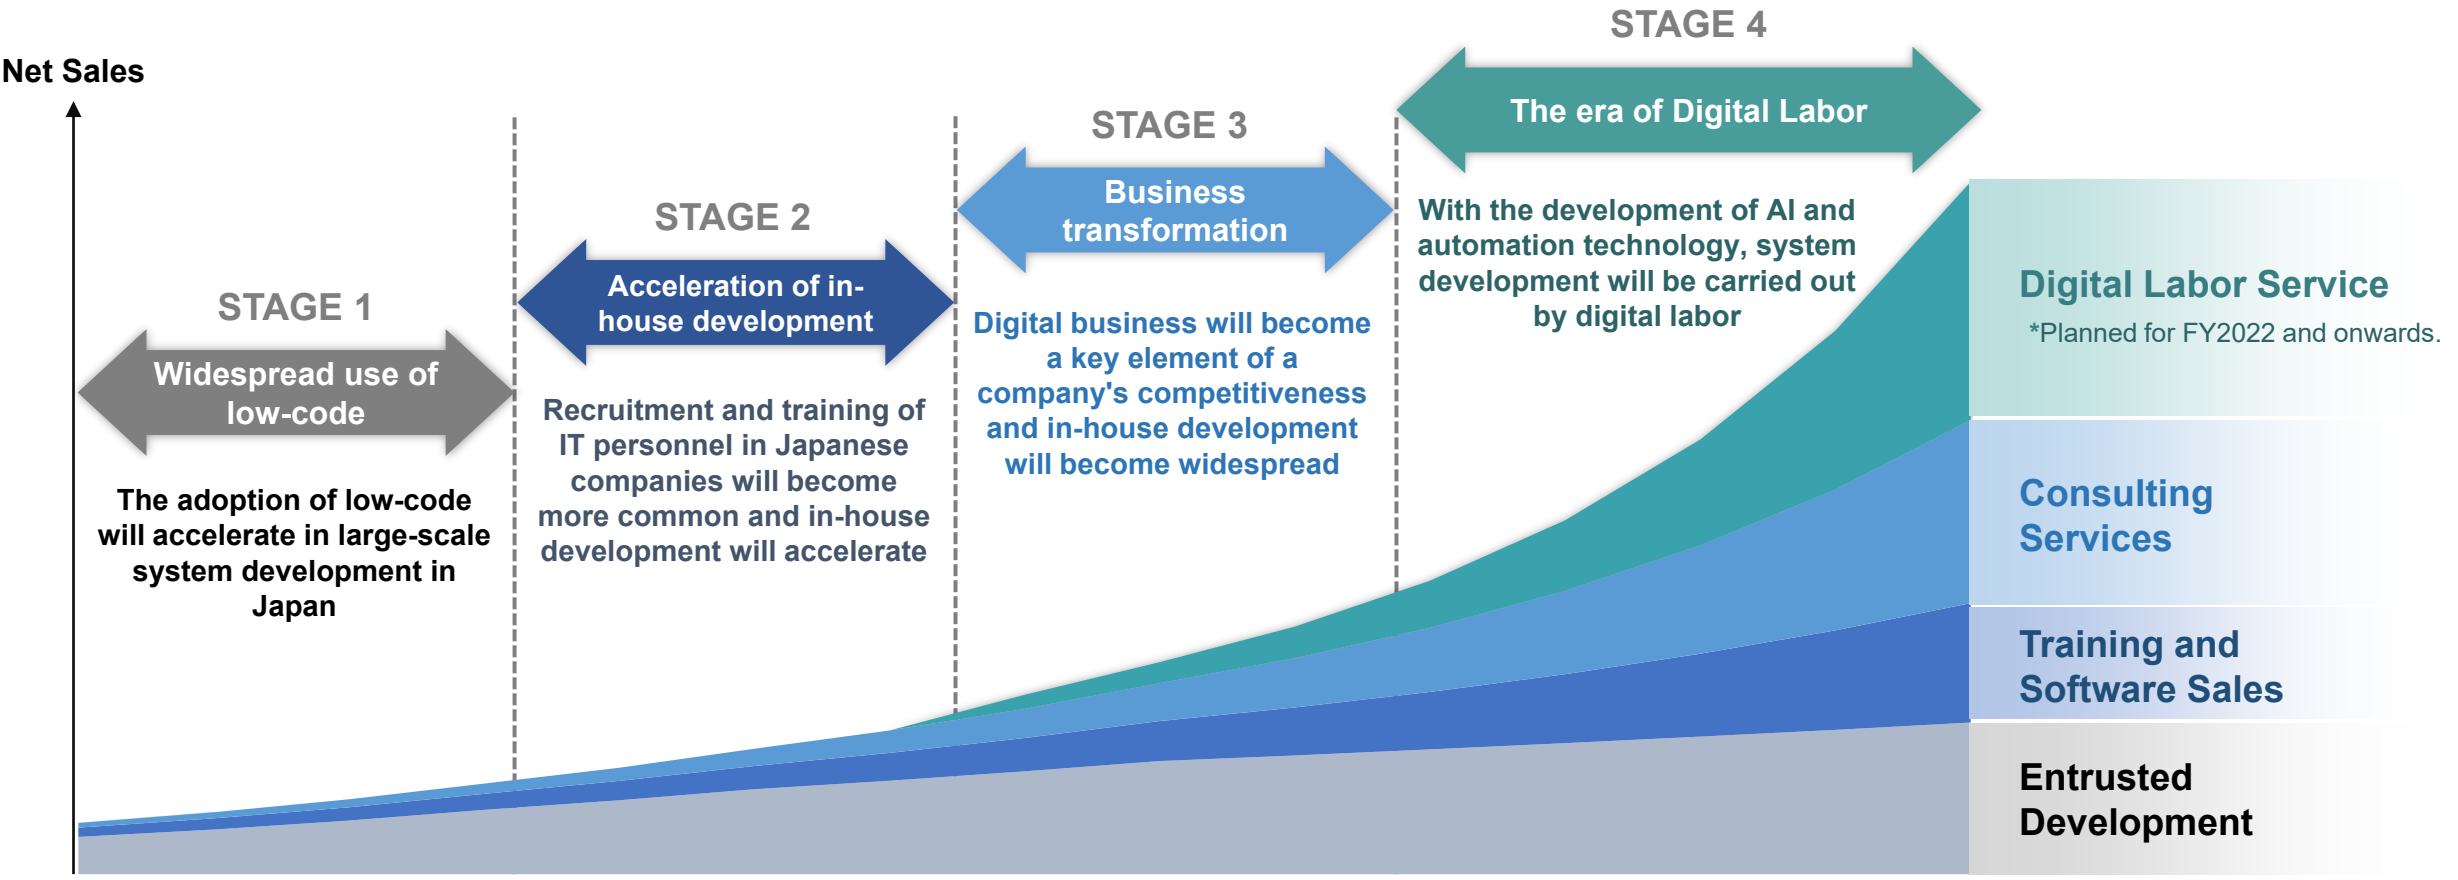 Net Sales
STAGE 1
Widespread use of
low-code
The adoption of low-code
will accelerate in large-scale
system development in
Japan
STAGE 2
Acceleration of in-
house development
Recruitment and training of
IT personnel in Japanese
companies will become
more common and in-house
development will accelerate
STAGE 3
Business
transformation
Digital business will become
a key element of a
company's competitiveness
and in-house development
will become widespread
STAGE 4
The era of Digital Labor
With the development of AI and
automation technology, system
development will be carried out
by digital labor
Digital Labor Service
*Planned for FY2022 and onwards.
Consulting
Services
Training and
Software Sales
Entrusted
Development